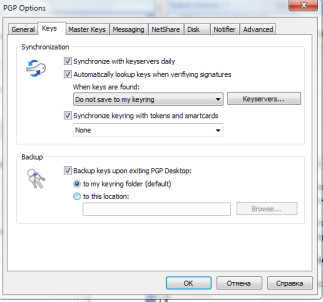 PGP Options
General Keys Master Keys Messaging NetShare Disk Notifier Advanced
Synchronization
Synchronize with keyservers daily
Automatically lookup keys when verifying signatures
When keys are found:
Do not save to my keyring Keyservers...
Synchronize keyring with tokens and smartcards
None
Backup
Backup keys upon exiting PGP Desktop:
to my keyring folder (default)
to this location:
Browse...
OK Отмена Справка